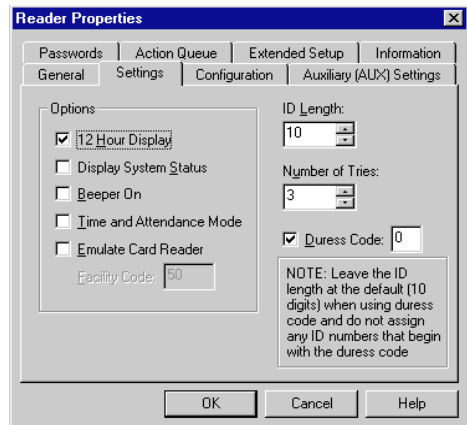 Reader Properties
Passwords Action Queue Extended Setup Information
General Settings Configuration Auxiliary (AUX) Settings
Options
12 Hour Display
Display System Status
Beeper On
Time and Attendance Mode
Emulate Card Reader
Facility Code: 50
ID Length:
10
Number of Tries:
3
Duress Code: 0
NOTE: Leave the ID
length at the default (10
digits) when using duress
code and do not assign
any ID numbers that begin
with the duress code
OK Cancel Help